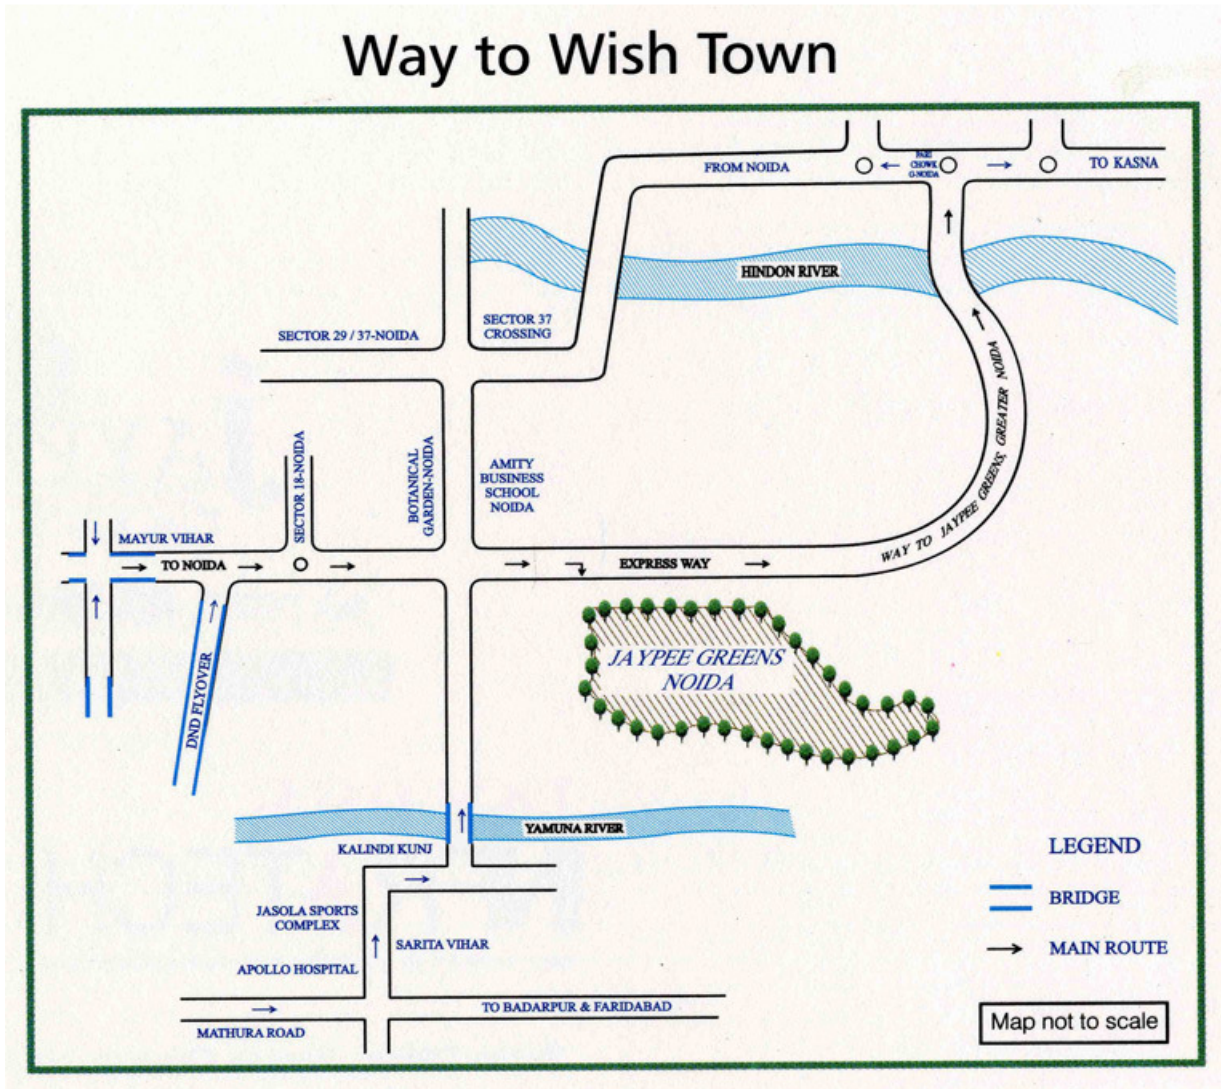 Way to Wish Town
FROM NOIDA
PARI
CHOWK
G-NOIDA
TO KASNA
HINDON RIVER
SECTOR 37
CROSSING
SECTOR 29 / 37-NOIDA
WAY TO JAYPEE GREENS, GREATER NOIDA
SECTOR 18-NOIDA
BOTANICAL
GARDEN-NOIDA
AMITY
BUSINESS
SCHOOL
NOIDA
MAYUR VIHAR
TO NOIDA
EXPRESS WAY
DND FLYOVER
JAYPEE GREENS
NOIDA
YAMUNA RIVER
KALINDI KUNJ
JASOLA SPORTS
COMPLEX
SARITA VIHAR
APOLLO HOSPITAL
TO BADARPUR & FARIDABAD
MATHURA ROAD
LEGEND
BRIDGE
MAIN ROUTE
Map not to scale